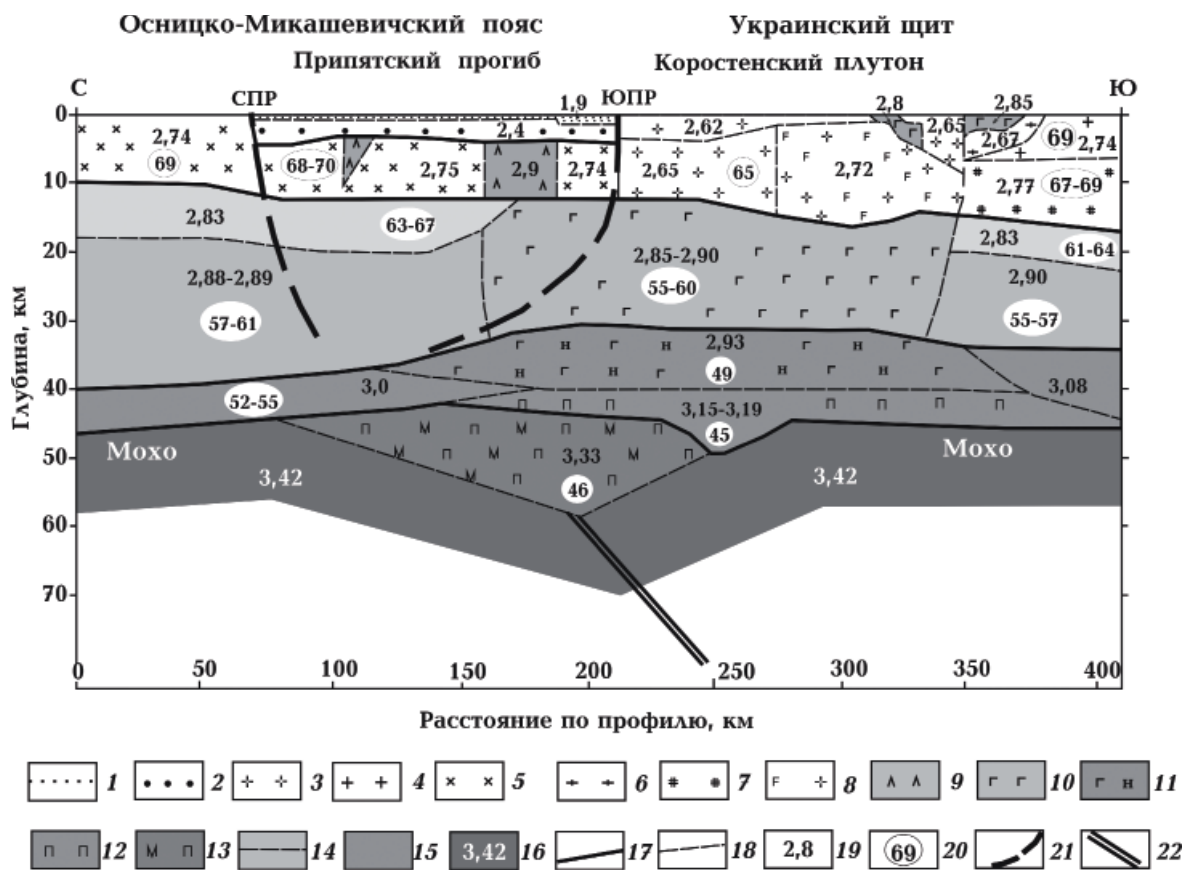 Осницко-Микашевичский пояс Украинский щит
Припятский прогиб Коростенский плутон
С СПР 1,9 ЮПР 2,8 2,85 Ю
0
2,74 2,4 2,62 2,65 2,67 69 2,74
69 68-70 2,75 2,9 2,74 2,65 65 2,72 2,77 67-69
10
2,83 63-67 2,83 61-64
20
2,88-2,89 2,85-2,90 2,90
57-61 55-60 55-57
30
2,93
49
40
52-55 3,0 3,15-3,19 3,08
45
Мохо 3,33 Мохо
50
3,42 46 3,42
60
70
Глубина, км
0 50 100 150 200 250 300 350 400
Расстояние по профилю, км
1 2 3 4 5 6 7 F 8 9 Г Г 10 Г Н 11
П П 12 М П 13 14 15 3,42 16 17 18 2,8 19 69 20 21 22